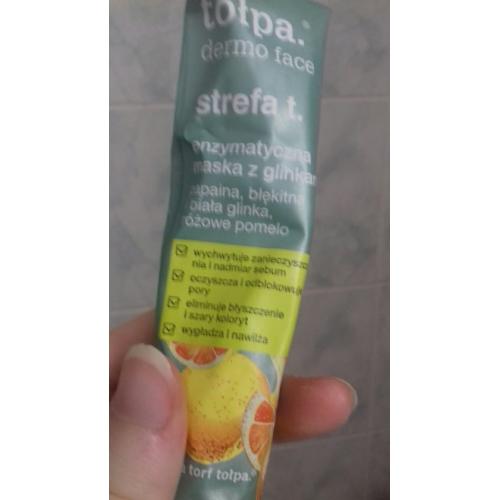 tołpa.®
dermo face
strefa t.
enzymatyczna
maska z glinkam
papaina, błękitna
biała glinka,
różowe pomelo
wychwytuje zanieczyszcze
nia i nadmiar sebum
oczyszcza i odblokowuje
pory
eliminuje błyszczenie
i szary koloryt
wygładza i nawilża
torf tołpa.®